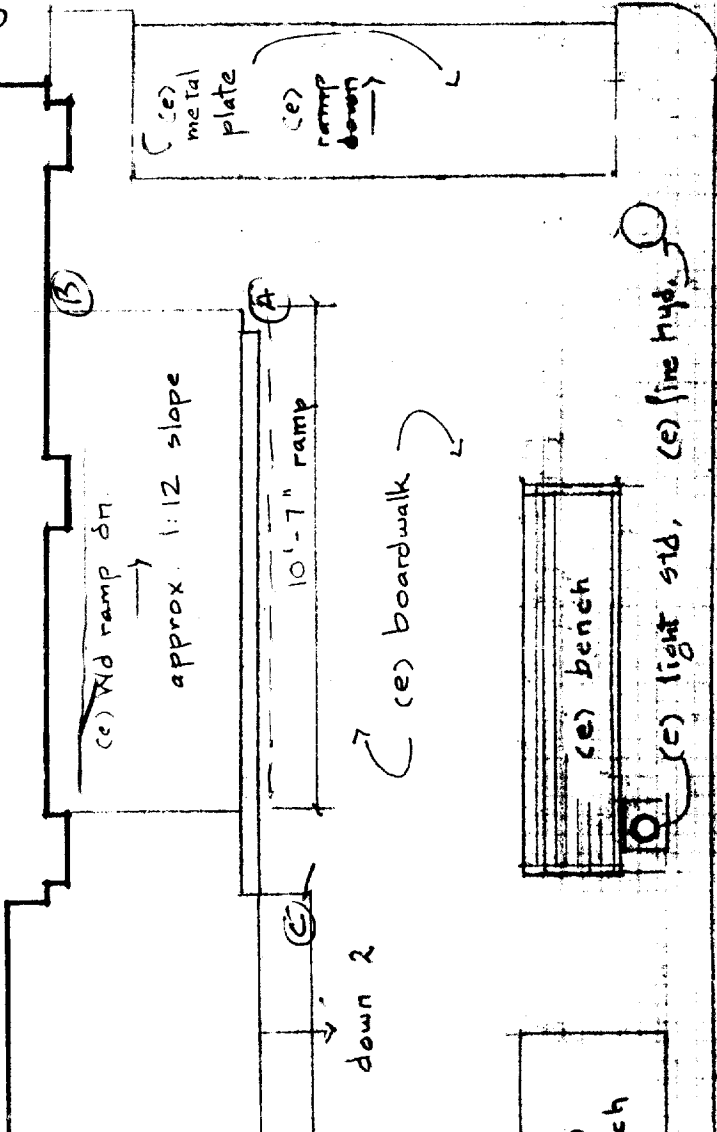 (e)
metal
plate
(e)
ramp
down
B
A
(e) Wd ramp dn.
approx. 1:12 slope
10'-7" ramp
(e) boardwalk
(e) bench
(e) light std.
(e) fire hyd.
C
down 2
ch